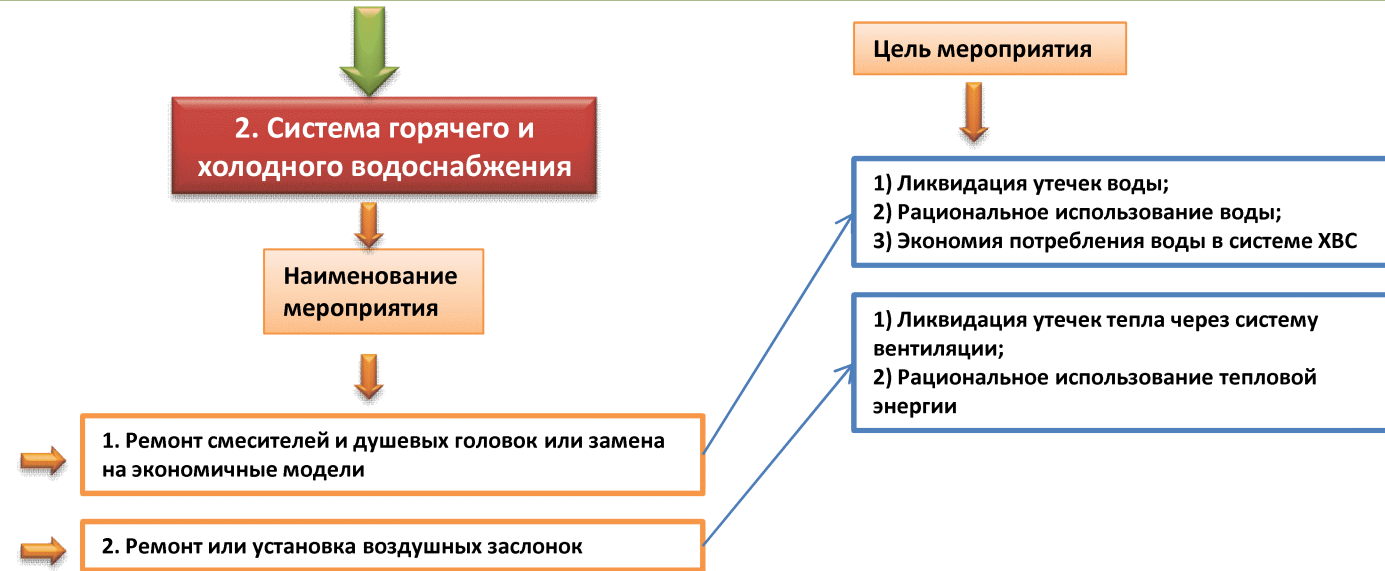 2. Система горячего и
холодного водоснабжения
Наименование
мероприятия
1. Ремонт смесителей и душевых головок или замена
на экономичные модели
2. Ремонт или установка воздушных заслонок
Цель мероприятия
1) Ликвидация утечек воды;
2) Рациональное использование воды;
3) Экономия потребления воды в системе ХВС
1) Ликвидация утечек тепла через систему
вентиляции;
2) Рациональное использование тепловой
энергии